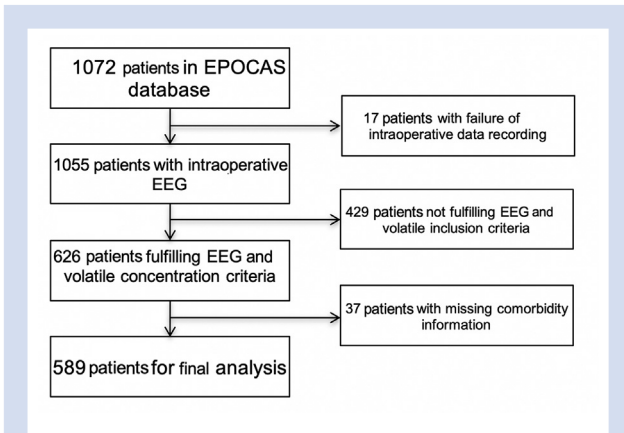 1072 patients in EPOCAS
database
17 patients with failure of
intraoperative data recording
1055 patients with intraoperative
EEG
429 patients not fulfilling EEG and
volatile inclusion criteria
626 patients fulfilling EEG and
volatile concentration criteria
37 patients with missing comorbidity
information
589 patients for final analysis